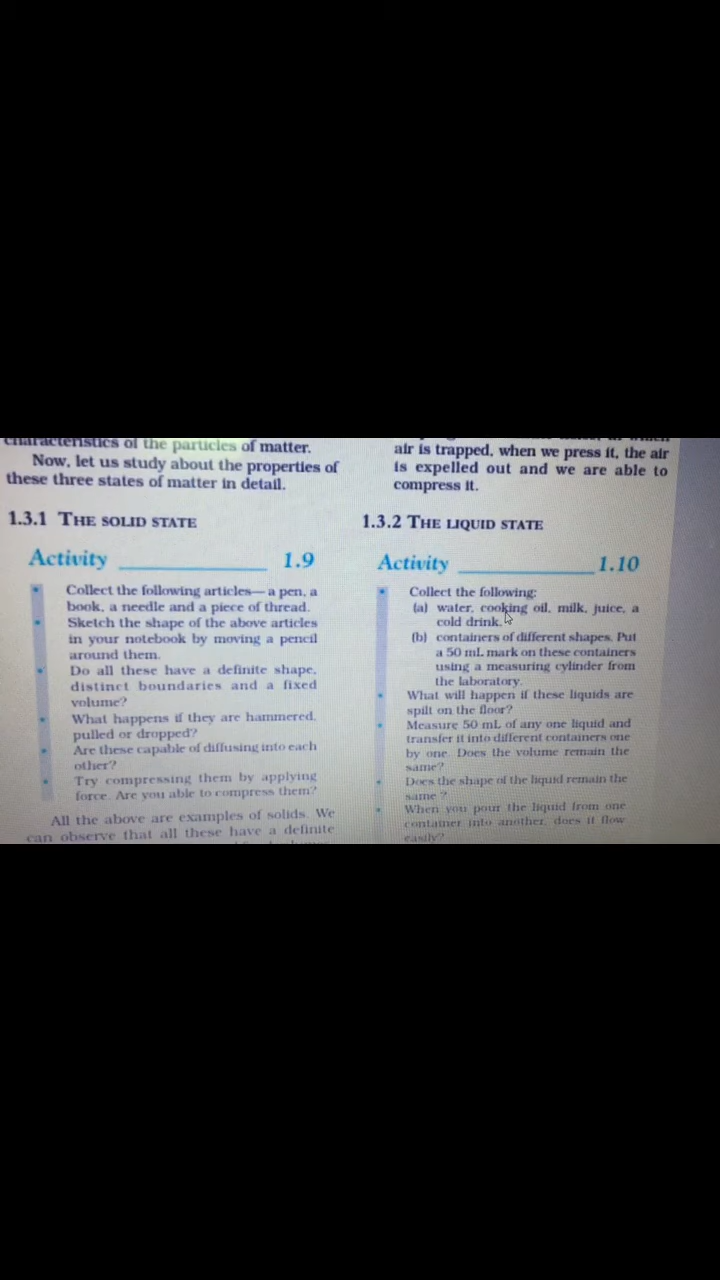 characteristics of the particles of matter.
Now, let us study about the properties of
these three states of matter in detail.
1.3.1 THE SOLID STATE
Activity ____________ 1.9
• Collect the following articles— a pen, a
book, a needle and a piece of thread.
• Sketch the shape of the above articles
in your notebook by moving a pencil
around them.
• Do all these have a definite shape,
distinct boundaries and a fixed
volume?
• What happens if they are hammered,
pulled or dropped?
• Are these capable of diffusing into each
other?
• Try compressing them by applying
force. Are you able to compress them?
All the above are examples of solids. We
can observe that all these have a definite
air is trapped, when we press it, the air
is expelled out and we are able to
compress it.
1.3.2 THE LIQUID STATE
Activity ____________ 1.10
• Collect the following:
(a) water, cooking oil, milk, juice, a
cold drink.
(b) containers of different shapes. Put
a 50 mL mark on these containers
using a measuring cylinder from
the laboratory.
• What will happen if these liquids are
spilt on the floor?
• Measure 50 mL of any one liquid and
transfer it into different containers one
by one. Does the volume remain the
same?
• Does the shape of the liquid remain the
same ?
• When you pour the liquid from one
container into another, does it flow
easily?